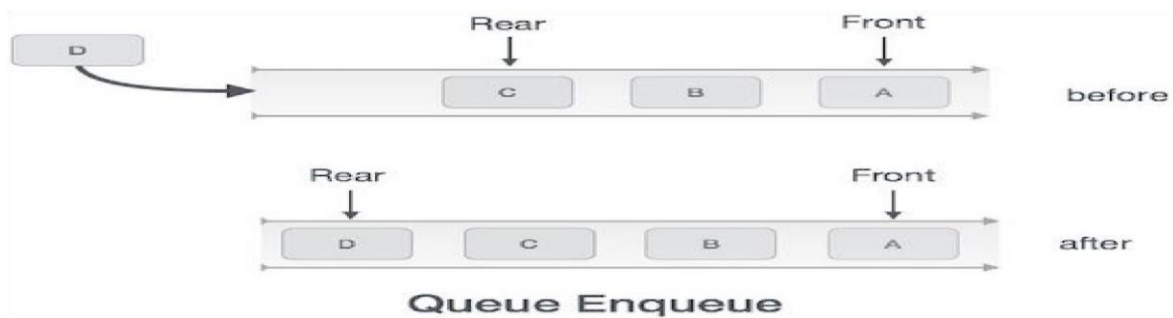 Rear Front
D
C B A
before
Rear Front
D C B A
after
Queue Enqueue